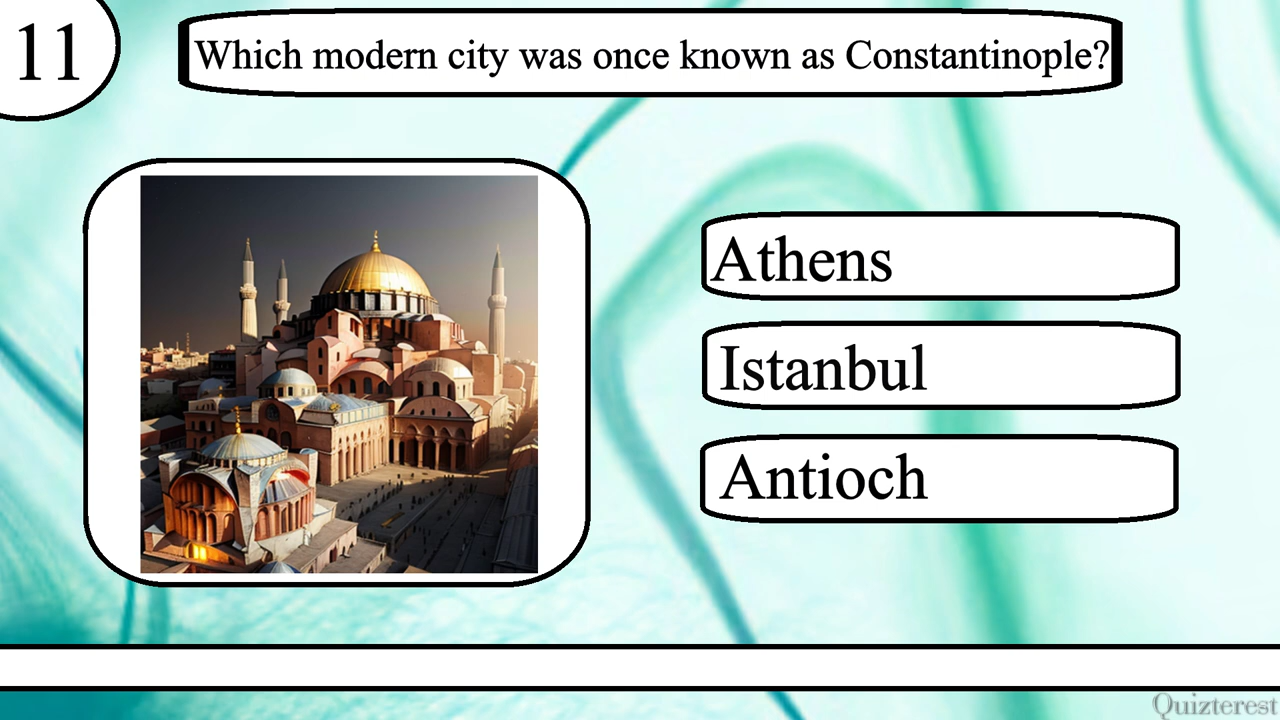 11
Which modern city was once known as Constantinople?
Athens
Istanbul
Antioch
Quizterest